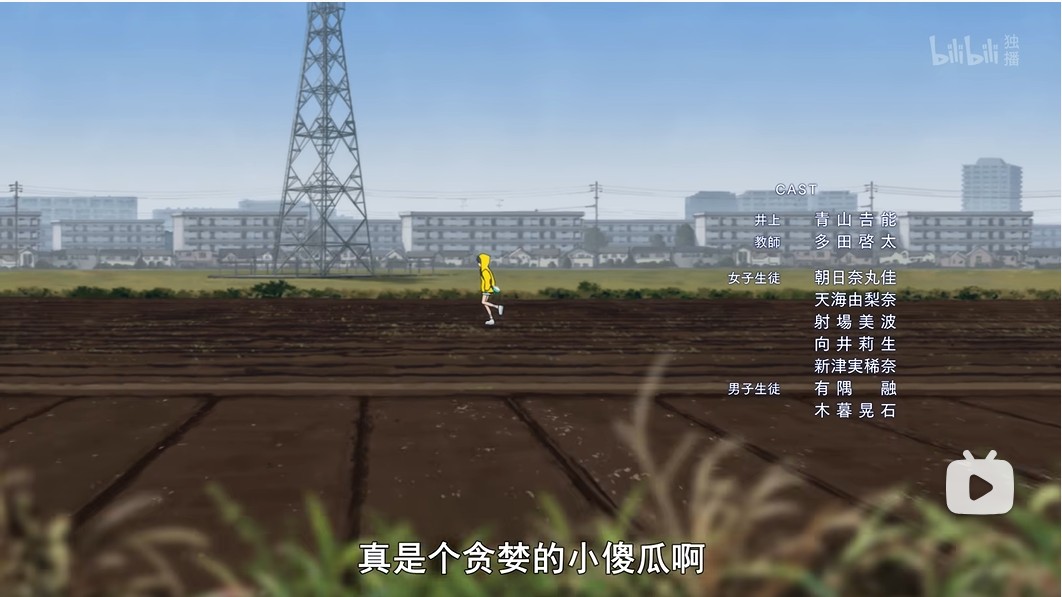 bilibili 独播
CAST
井上 青山吉能
教師 多田啓太
女子生徒 朝日奈丸佳
天海由梨奈
射場美波
向井莉生
新津実稀奈
男子生徒 有隅 融
木暮晃石
真是个贪婪的小傻瓜啊